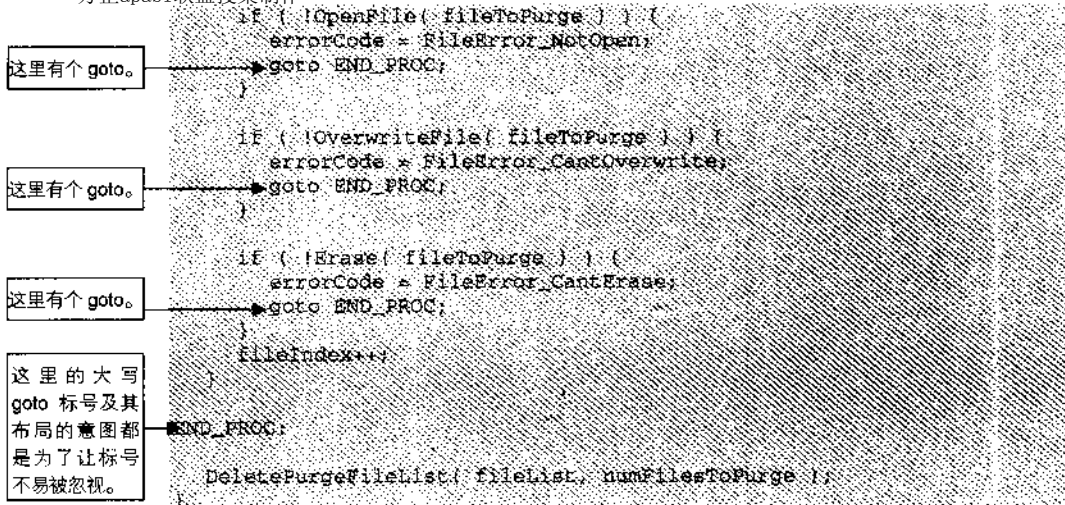 if ( !OpenFile( fileToPurge ) ) {
errorCode = FileError_NotOpen;
这里有个 goto。
goto END_PROC;
}
if ( !OverwriteFile( fileToPurge ) ) {
errorCode = FileError_CantOverwrite;
这里有个 goto。
goto END_PROC;
}
if ( !Erase( fileToPurge ) ) {
errorCode = FileError_CantErase;
这里有个 goto。
goto END_PROC;
}
fileIndex++;
}
这里的大写
goto 标号及其
布局的意图都
是为了让标号
不易被忽视。
END_PROC:
DeletePurgeFileList( fileList, numFilesToPurge );
}